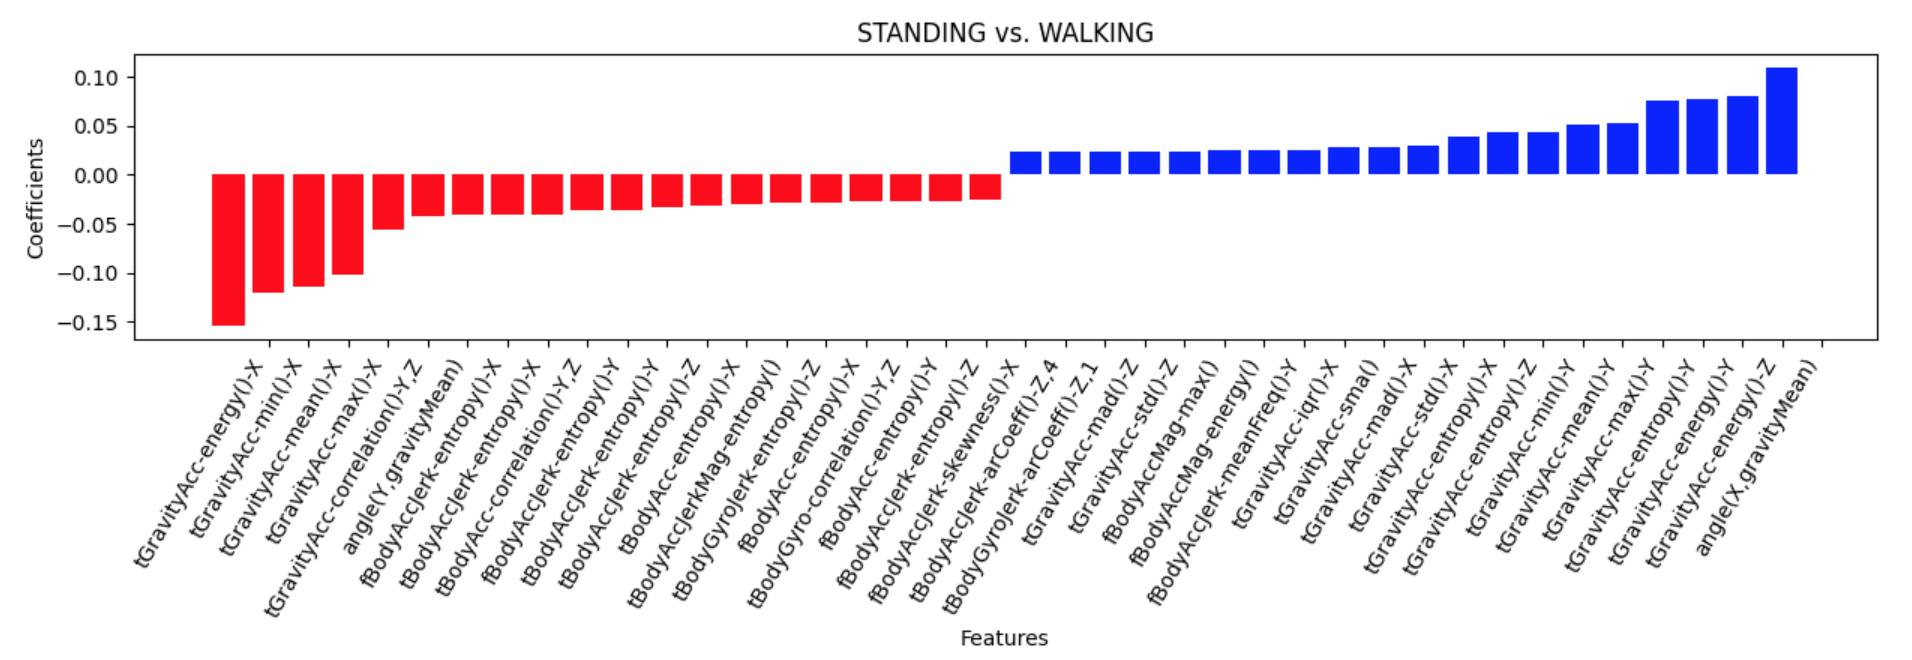 STANDING vs. WALKING
Coefficients
0.10
0.05
0.00
−0.05
−0.10
−0.15
tGravityAcc-energy()-X
tGravityAcc-min()-X
tGravityAcc-mean()-X
tGravityAcc-max()-X
tGravityAcc-correlation()-Y,Z
angle(Y,gravityMean)
fBodyAccJerk-entropy()-X
tBodyAccJerk-entropy()-X
tBodyAcc-correlation()-Y,Z
fBodyAccJerk-entropy()-Y
tBodyAccJerk-entropy()-Y
tBodyAccJerk-entropy()-Z
tBodyAcc-entropy()-X
tBodyAccJerkMag-entropy()
tBodyGyroJerk-entropy()-Z
fBodyAcc-entropy()-X
tBodyGyro-correlation()-Y,Z
fBodyAcc-entropy()-Y
fBodyAccJerk-entropy()-Z
fBodyAccJerk-skewness()-X
tBodyAccJerk-arCoeff()-Z,4
tBodyGyroJerk-arCoeff()-Z,1
tGravityAcc-mad()-Z
tGravityAcc-std()-Z
fBodyAccMag-max()
fBodyAccMag-energy()
fBodyAccJerk-meanFreq()-Y
tGravityAcc-iqr()-X
tGravityAcc-sma()
tGravityAcc-mad()-X
tGravityAcc-std()-X
tGravityAcc-entropy()-X
tGravityAcc-entropy()-Z
tGravityAcc-min()-Y
tGravityAcc-mean()-Y
tGravityAcc-max()-Y
tGravityAcc-entropy()-Y
tGravityAcc-energy()-Y
tGravityAcc-energy()-Z
angle(X,gravityMean)
Features